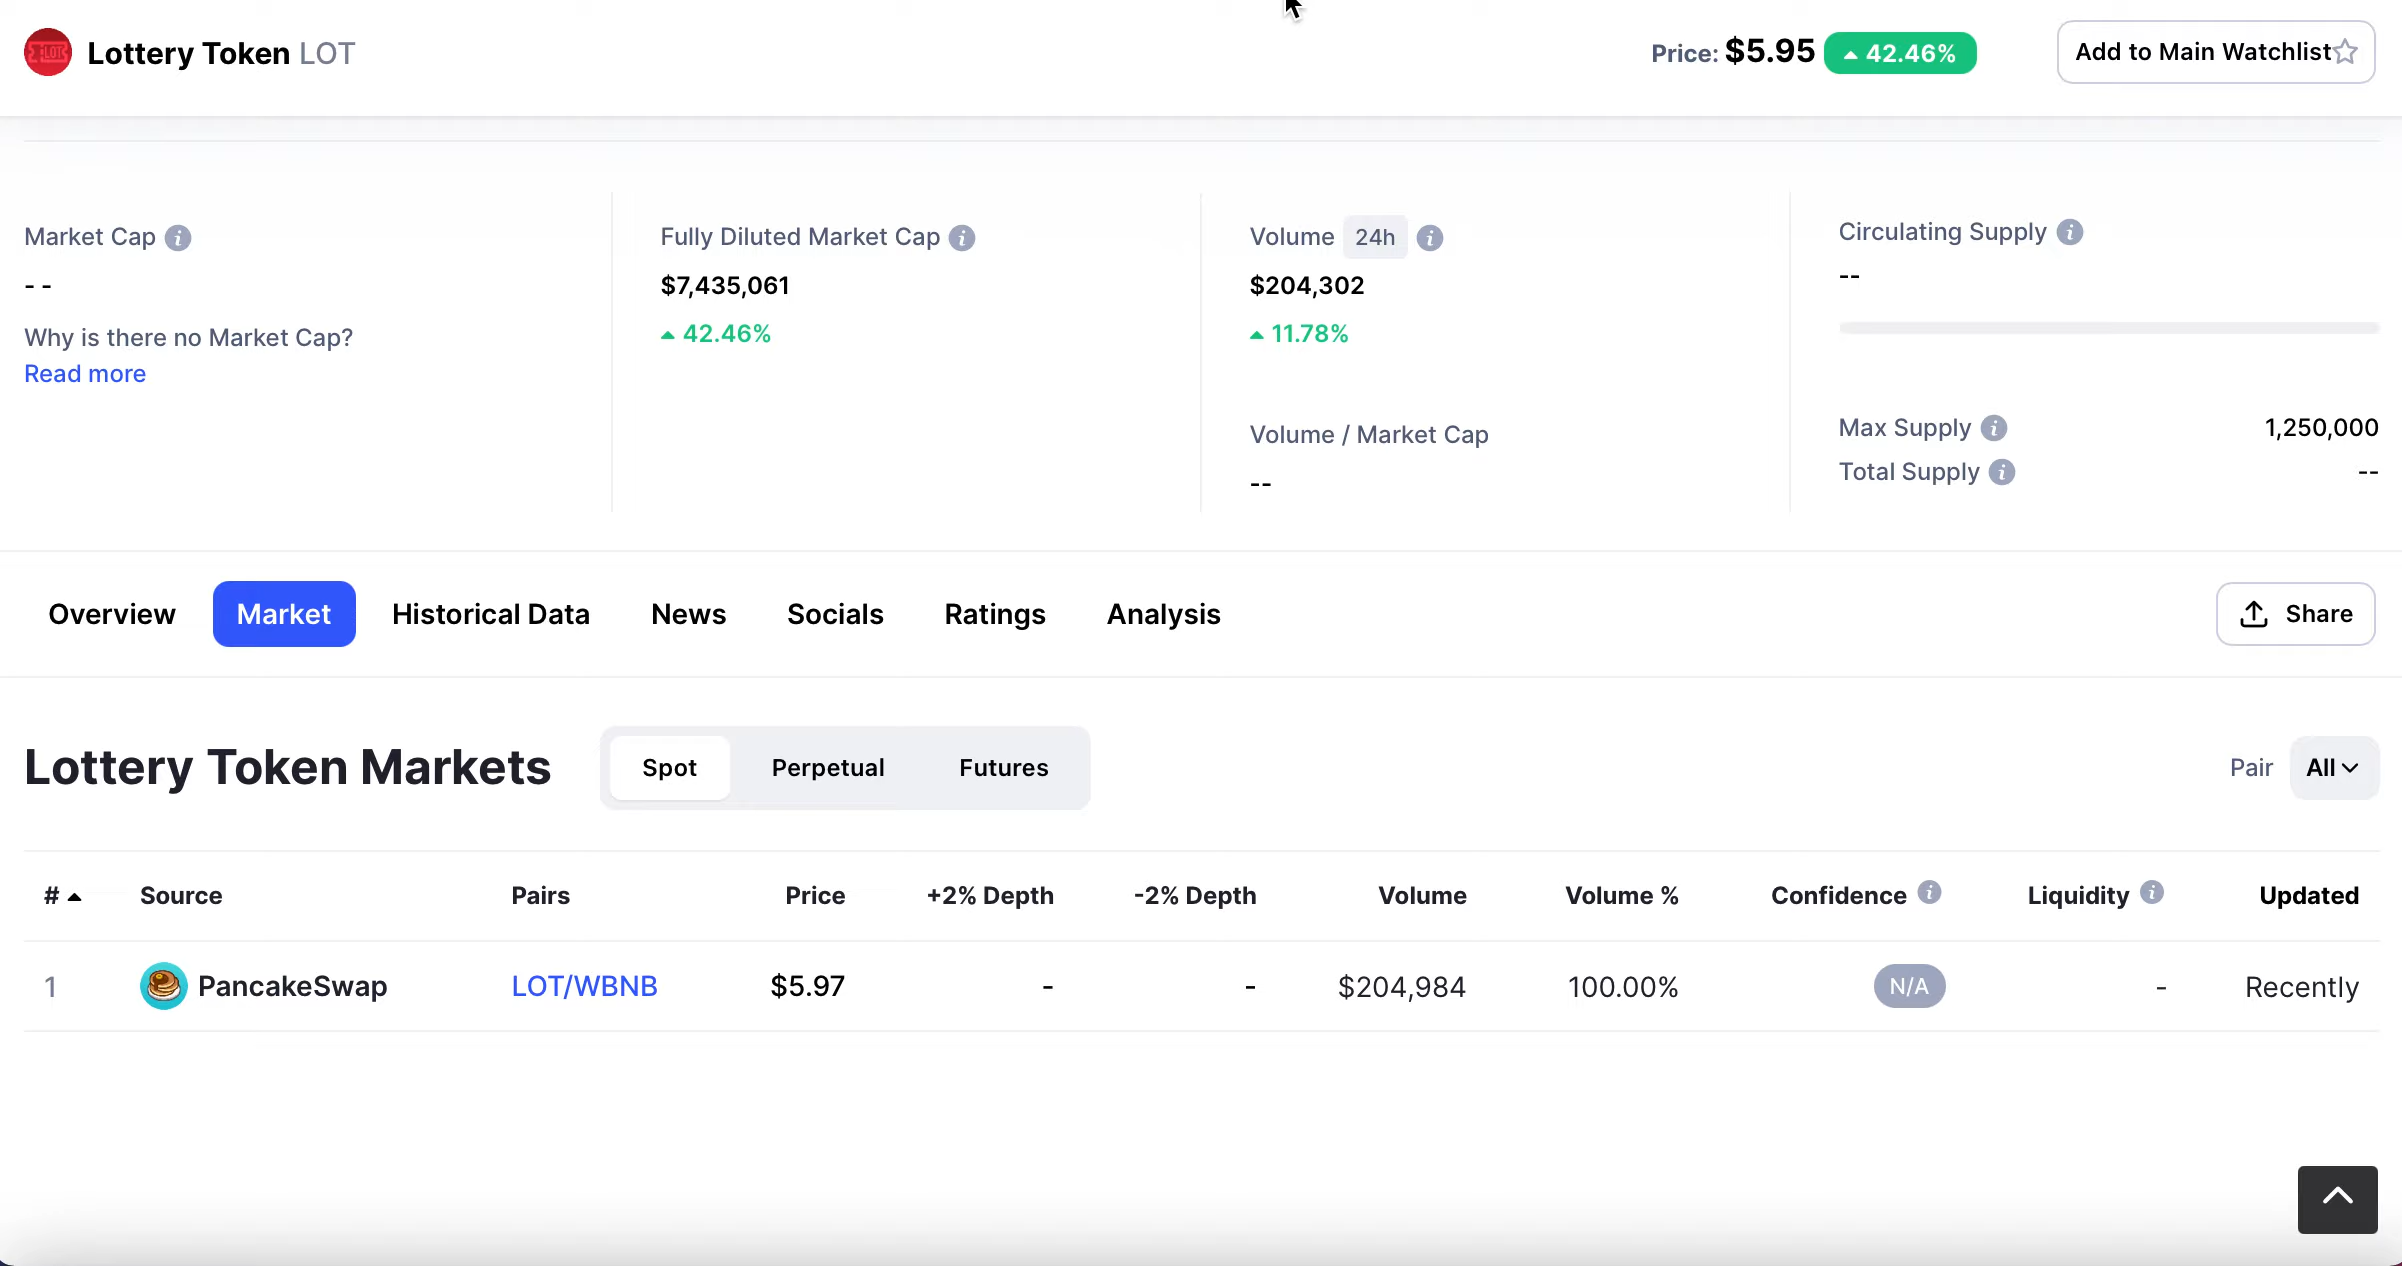 Lottery Token LOT
Price: $5.95 42.46%
Add to Main Watchlist
Market Cap
- -
Why is there no Market Cap?
Read more
Fully Diluted Market Cap
$7,435,061
42.46%
Volume 24h
$204,302
11.78%
Volume / Market Cap
--
Circulating Supply
--
Max Supply 1,250,000
Total Supply --
Overview Market Historical Data News Socials Ratings Analysis Share
Lottery Token Markets Spot Perpetual Futures Pair All
# Source Pairs Price +2% Depth -2% Depth Volume Volume % Confidence Liquidity Updated
1 PancakeSwap LOT/WBNB $5.97 - - $204,984 100.00% N/A - Recently